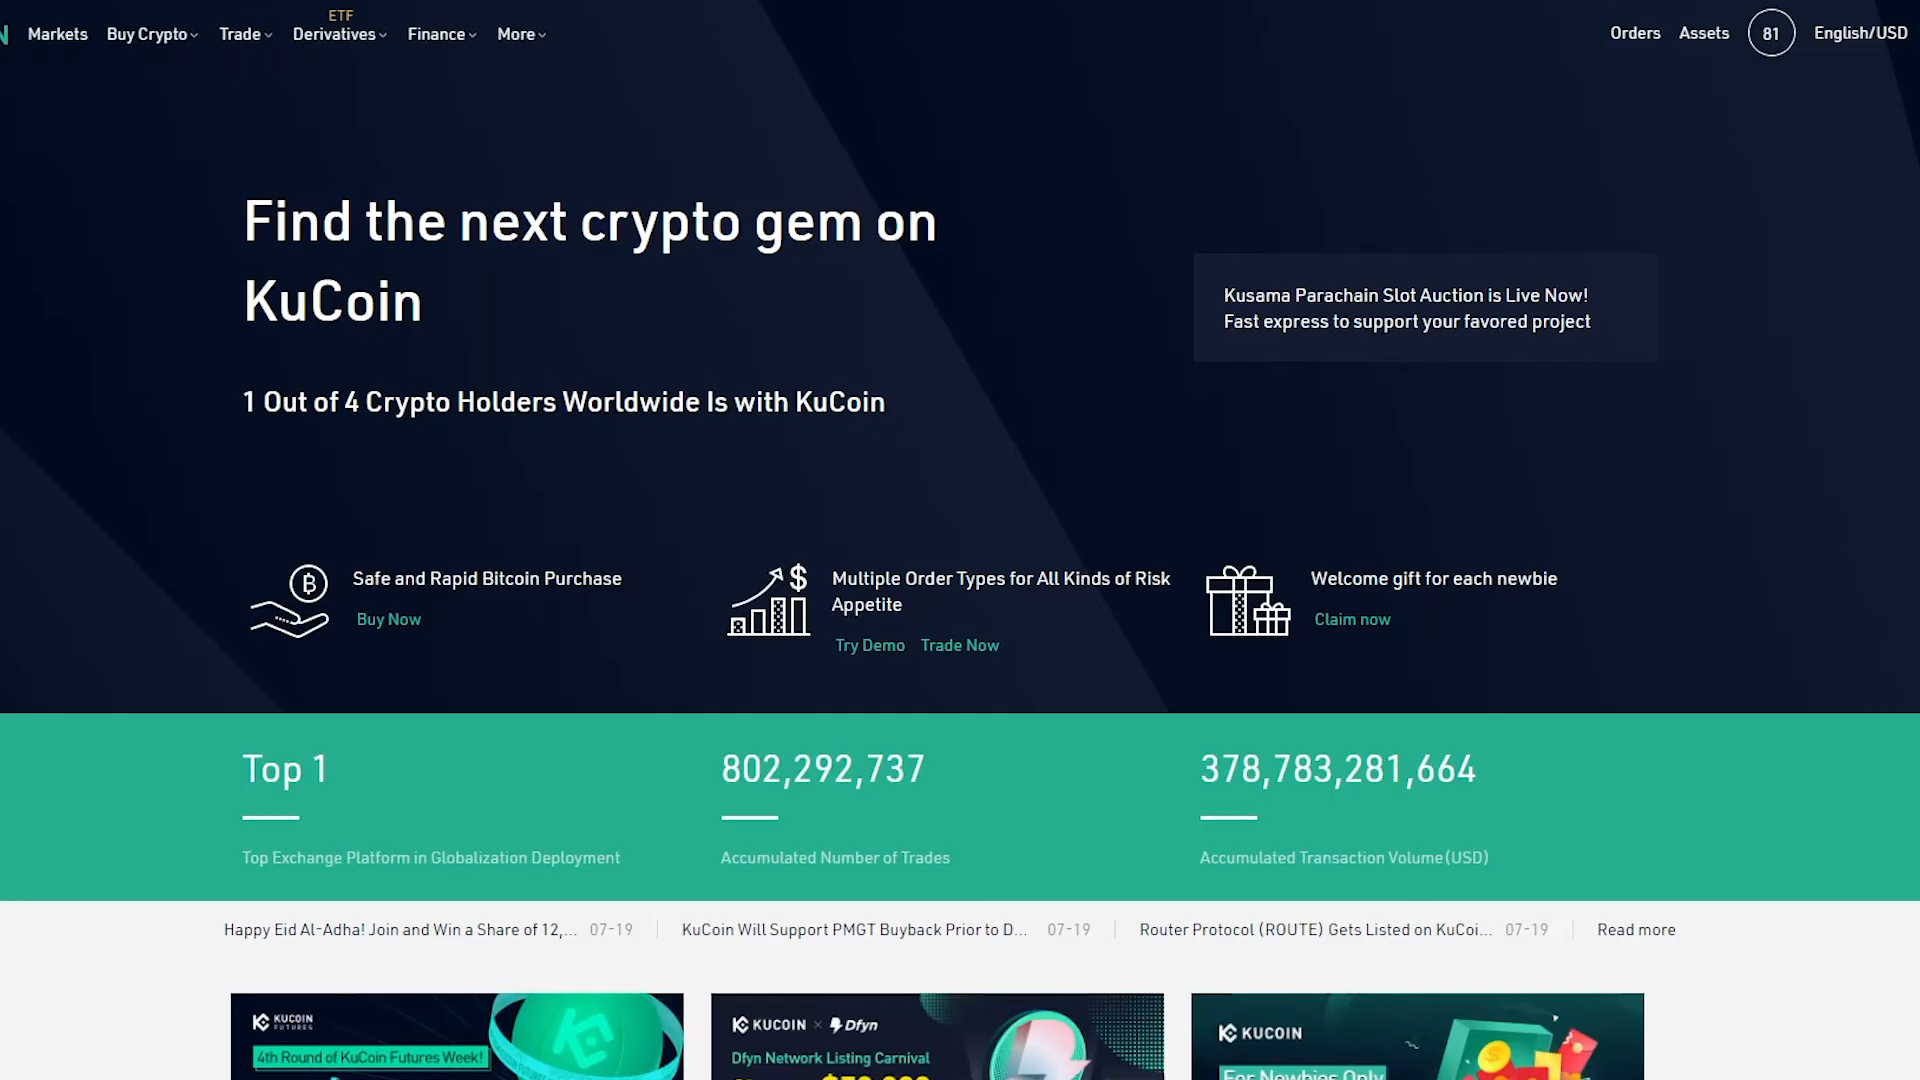 Markets Buy Crypto Trade ETF Derivatives Finance More Orders Assets 81 English/USD
Find the next crypto gem on
KuCoin
1 Out of 4 Crypto Holders Worldwide Is with KuCoin
Kusama Parachain Slot Auction is Live Now!
Fast express to support your favored project
Safe and Rapid Bitcoin Purchase
Buy Now
Multiple Order Types for All Kinds of Risk
Appetite
Try Demo Trade Now
Welcome gift for each newbie
Claim now
Top 1
Top Exchange Platform in Globalization Deployment
802,292,737
Accumulated Number of Trades
378,783,281,664
Accumulated Transaction Volume(USD)
Happy Eid Al-Adha! Join and Win a Share of 12,... 07-19
KuCoin Will Support PMGT Buyback Prior to D... 07-19
Router Protocol (ROUTE) Gets Listed on KuCoi... 07-19
Read more
KUCOIN
FUTURES
4th Round of KuCoin Futures Week!
KUCOIN × Dfyn
Dfyn Network Listing Carnival
KUCOIN
For Newbies Only